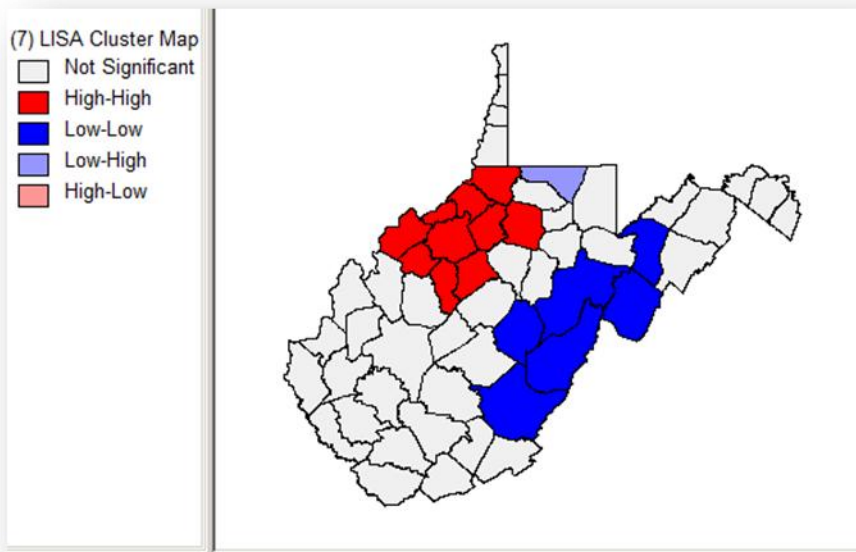 (7) LISA Cluster Map
Not Significant
High-High
Low-Low
Low-High
High-Low